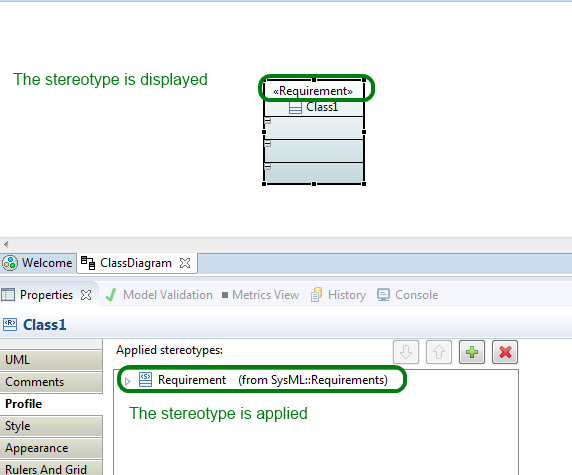 The stereotype is displayed
«Requirement»
Class1
Welcome
ClassDiagram
Properties
Model Validation
Metrics View
History
Console
Class1
Applied stereotypes:
UML
Comments
Profile
Style
Appearance
Rulers And Grid
Requirement (from SysML::Requirements)
The stereotype is applied